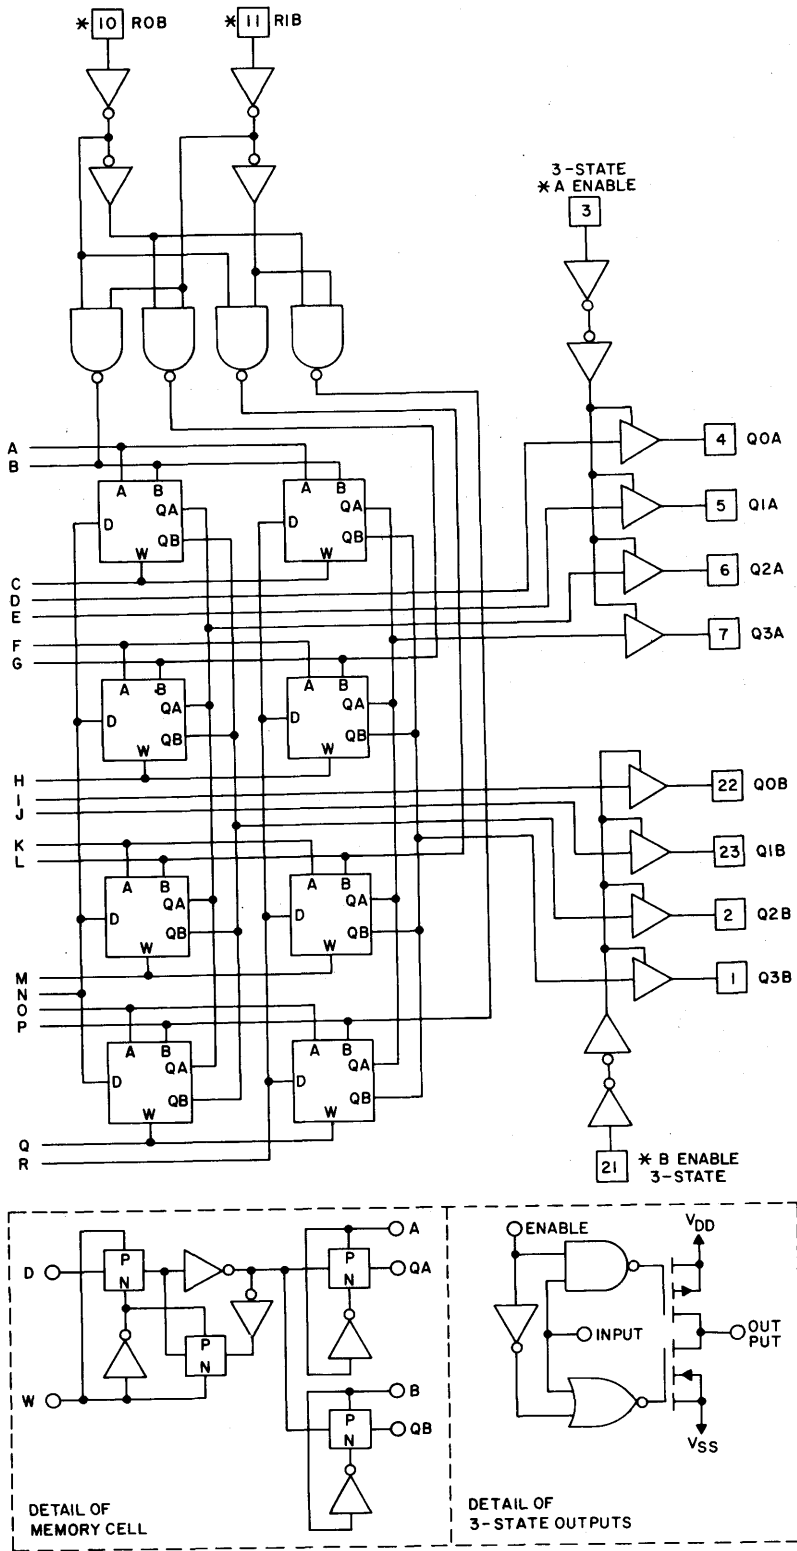 * 10 R0B * 11 R1B
3-STATE
* A ENABLE
3
4 Q0A
A
B
A B A B
QA QA
D D
5 Q1A
QB QB
W W
C
6 Q2A
D
E
7 Q3A
F
G
A B A B
QA QA
D D
QB QB
W W
H
22 Q0B
I
J
K
23 Q1B
L
A B A B
QA QA
2 Q2B
D D
QB QB
W W
M
1 Q3B
N
O
P
A B A B
QA QA
D D
QB QB
W W
Q
R
21
* B ENABLE
3-STATE
D
W
P
N
P
N
P
N
A
QA
B
P
N
QB
DETAIL OF
MEMORY CELL
ENABLE
VDD
INPUT
OUT
PUT
VSS
DETAIL OF
3-STATE OUTPUTS